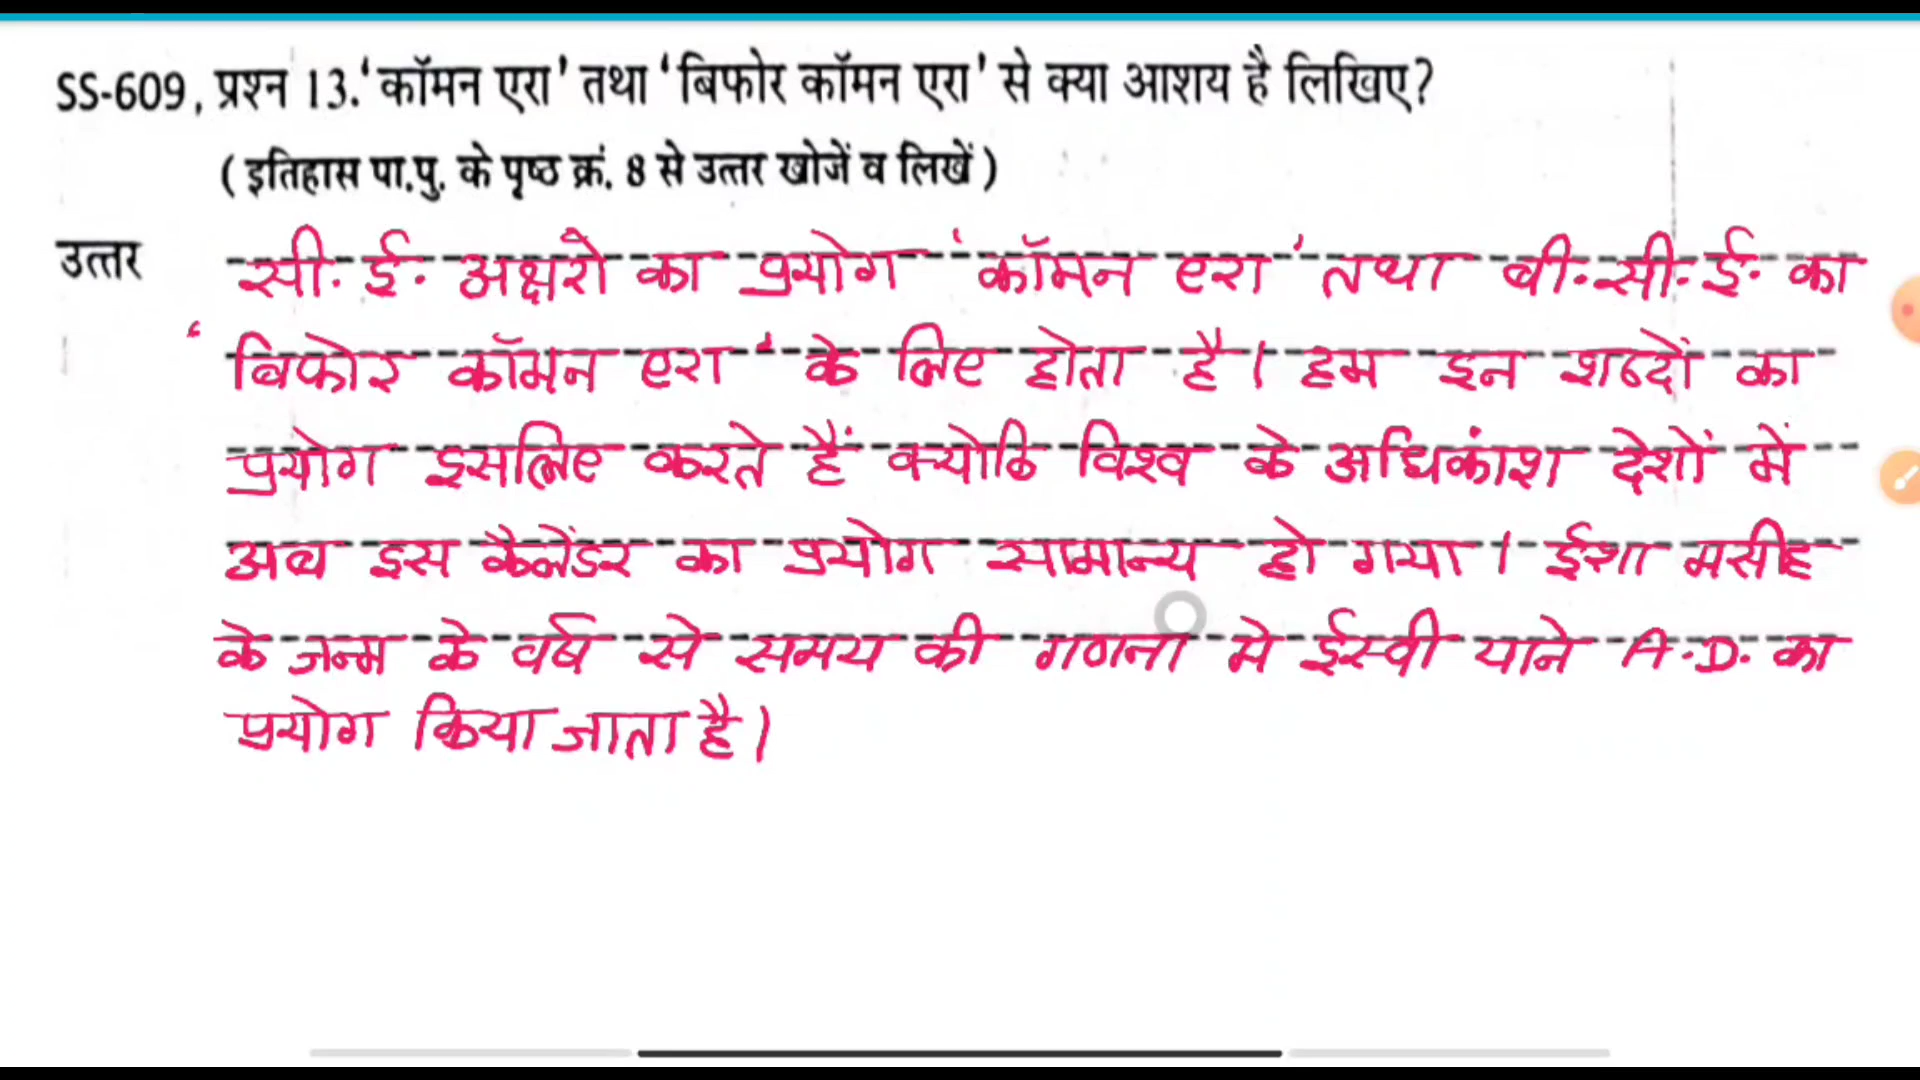 SS-609, प्रश्न 13.'कॉमन एरा' तथा 'बिफोर कॉमन एरा' से क्या आशय है लिखिए?
( इतिहास पा.पु. के पृष्ठ क्रं. 8 से उत्तर खोजें व लिखें )
उत्तर सी. ई. अक्षरो का प्रयोग 'कॉमन एरा' तथा बी.सी.ई. का
'बिफोर कॉमन एरा' के लिए होता है। हम इन शब्दों का
प्रयोग इसलिए करते हैं क्योकि विश्व के अधिकांश देशों में
अब इस कैलेंडर का प्रयोग सामान्य हो गया। ईशा मसीह
के जन्म के वर्ष से समय की गणना मे ईस्वी याने A.D. का
प्रयोग किया जाता है।